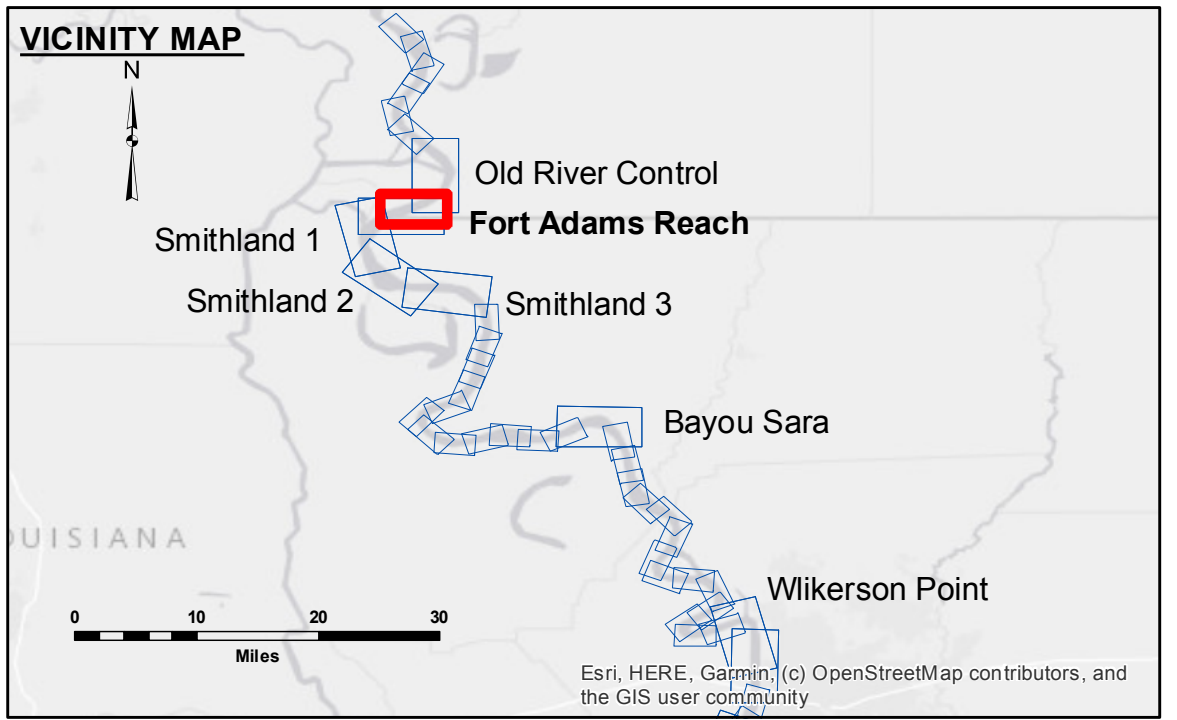 VICINITY MAP
N
Old River Control
Fort Adams Reach
Smithland 1
Smithland 2
Smithland 3
Bayou Sara
OUISIANA
Wlikerson Point
0 10 20 30
Miles
Esri, HERE, Garmin, (c) OpenStreetMap contributors, and
the GIS user community